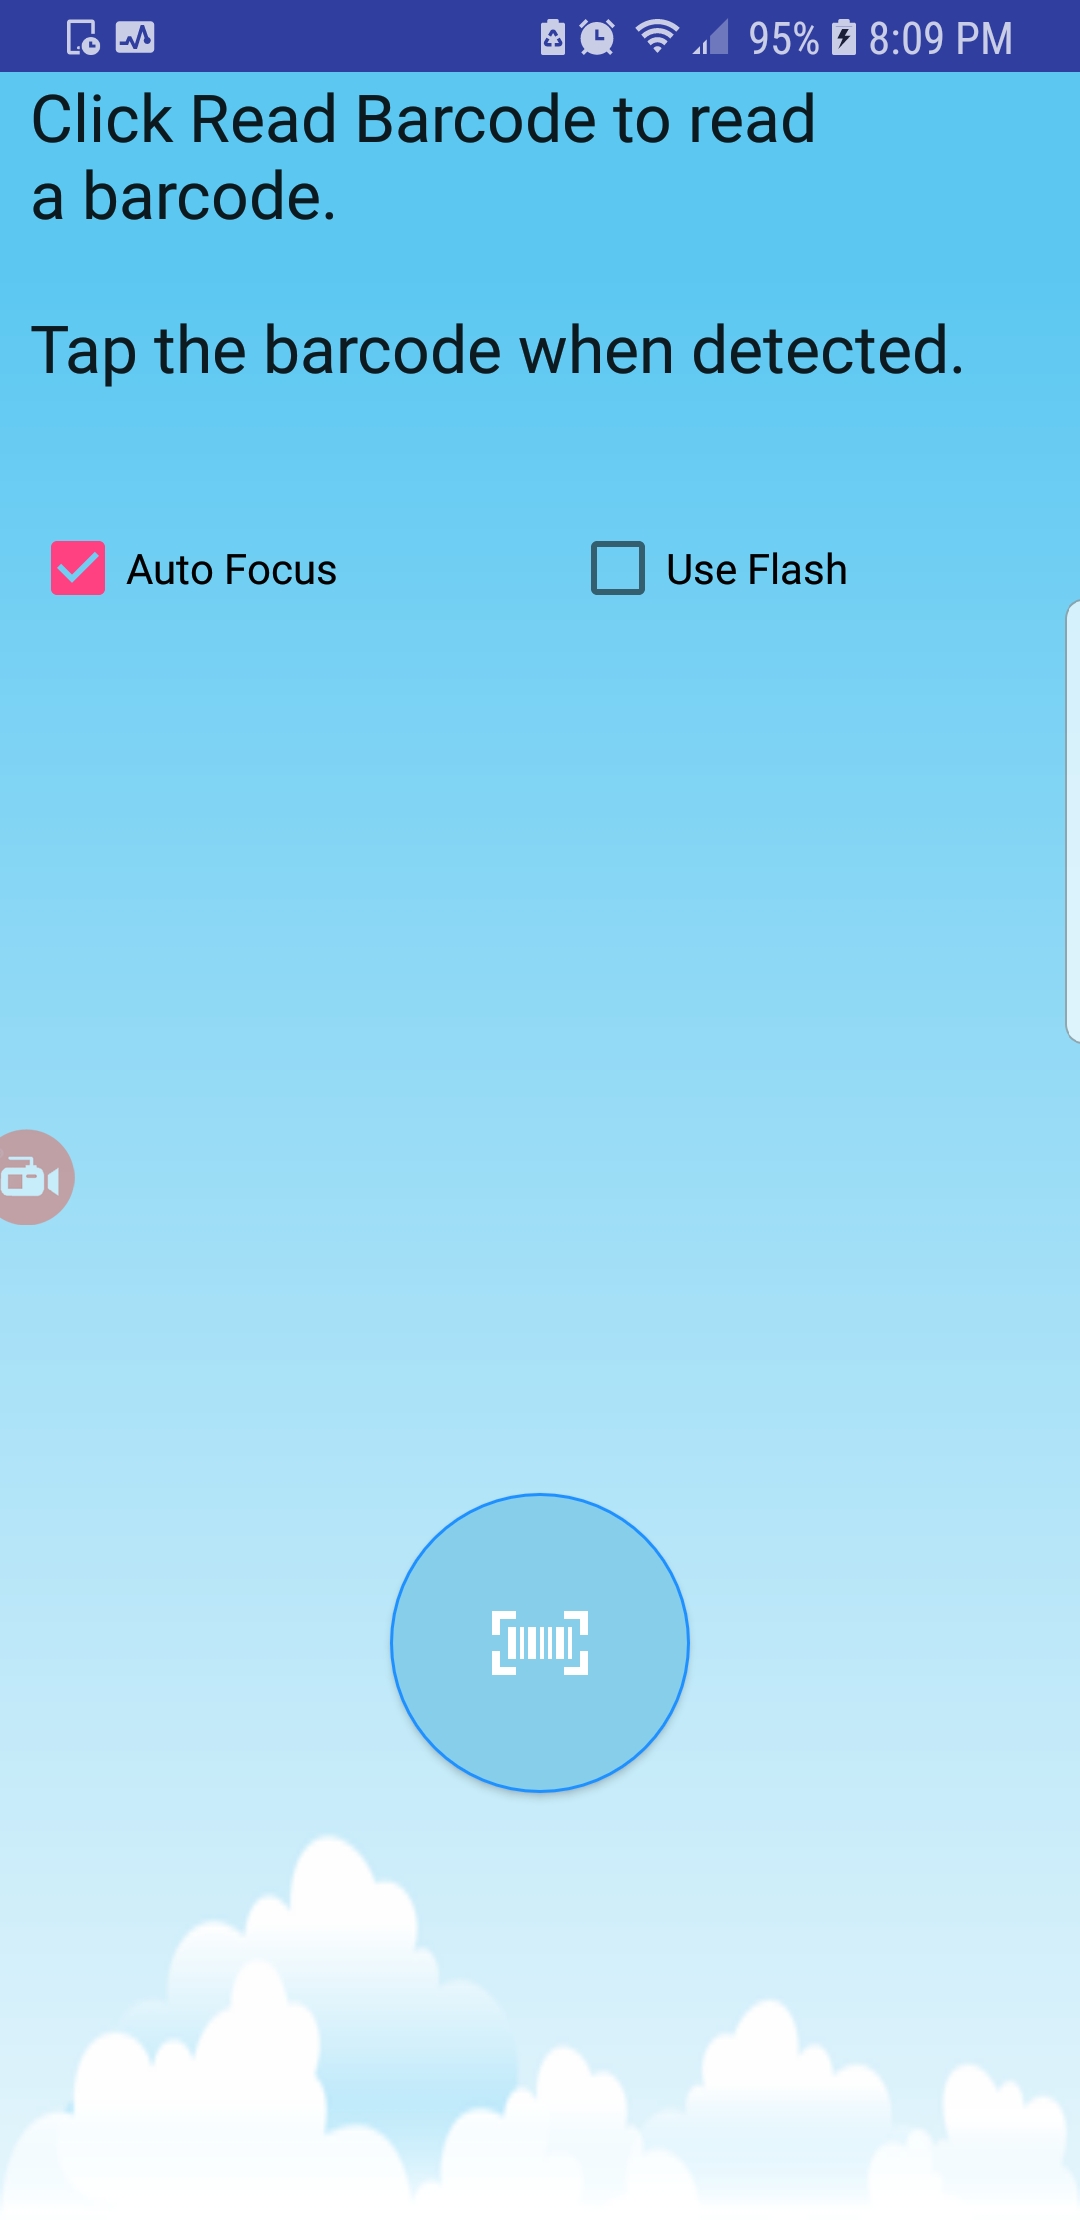 95% 8:09 PM
Click Read Barcode to read
a barcode.
Tap the barcode when detected.
Auto Focus Use Flash